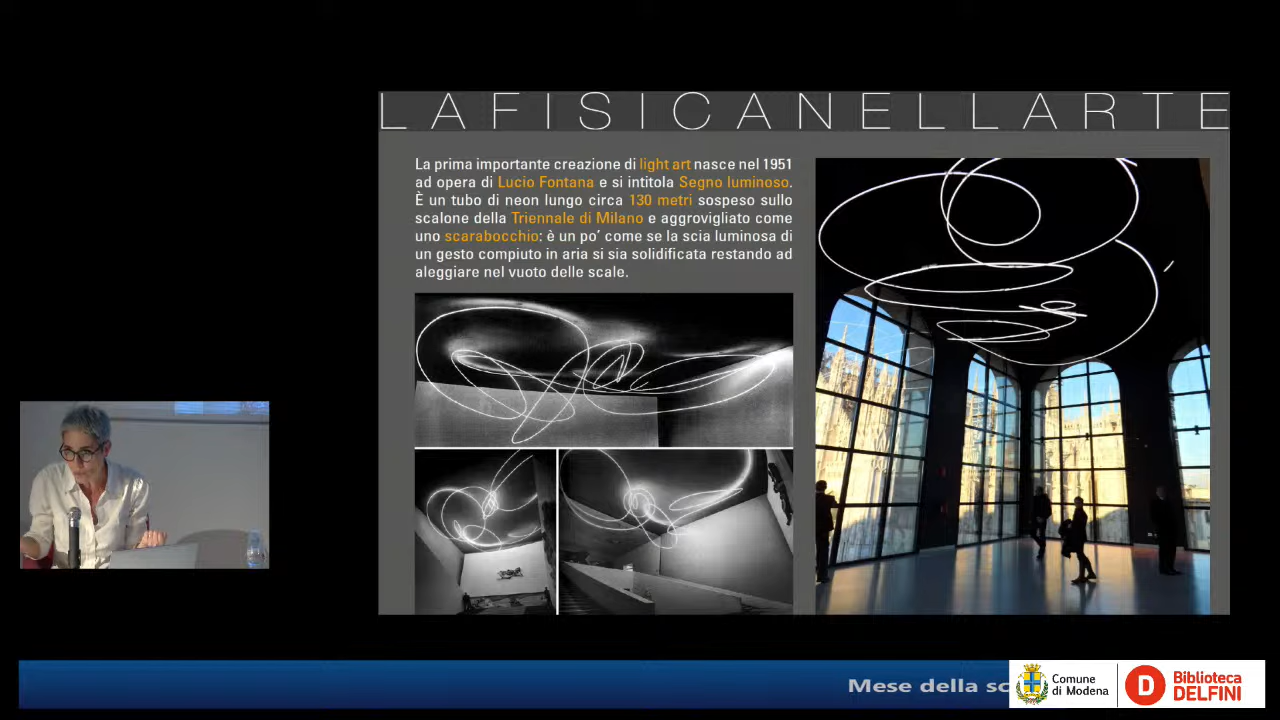 LAFISICANELLARTE
La prima importante creazione di light art nasce nel 1951
ad opera di Lucio Fontana e si intitola Segno luminoso.
È un tubo di neon lungo circa 130 metri sospeso sullo
scalone della Triennale di Milano e aggrovigliato come
uno scarabocchio: è un po’ come se la scia luminosa di
un gesto compiuto in aria si sia solidificata restando ad
aleggiare nel vuoto delle scale.
Mese della sc
Comune
di Modena
D
Biblioteca
DELFINI